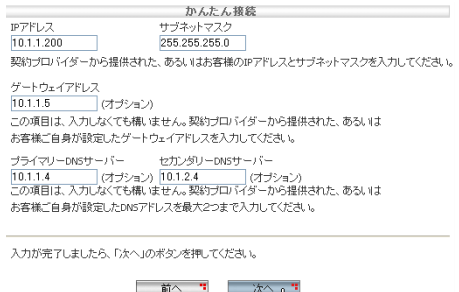 かんたん接続
IPアドレス サブネットマスク
10.1.1.200 255.255.255.0
契約プロバイダーから提供された、あるいはお客様のIPアドレスとサブネットマスクを入力してください。
ゲートウェイアドレス
10.1.1.5 (オプション)
この項目は、入力しなくても構いません。契約プロバイダーから提供された、あるいは
お客様ご自身が設定したゲートウェイアドレスを入力してください。
プライマリーDNSサーバー セカンダリーDNSサーバー
10.1.1.4 (オプション) 10.1.2.4 (オプション)
この項目は、入力しなくても構いません。契約プロバイダーから提供された、あるいは
お客様ご自身が設定したDNSアドレスを最大2つまで入力してください。
入力が完了しましたら、「次へ」のボタンを押してください。
前へ 次へ